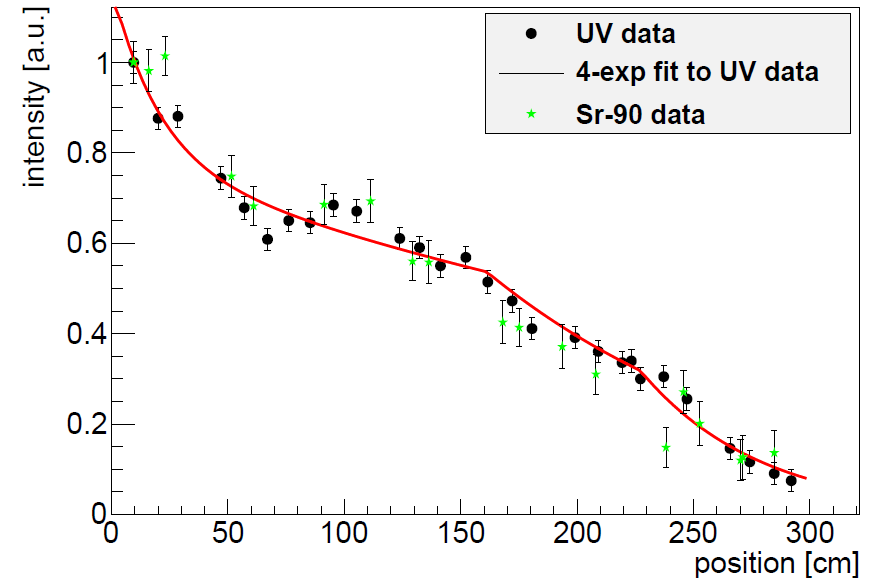 intensity [a.u.]
UV data
4-exp fit to UV data
Sr-90 data
1
0.8
0.6
0.4
0.2
0
0 50 100 150 200 250 300
position [cm]